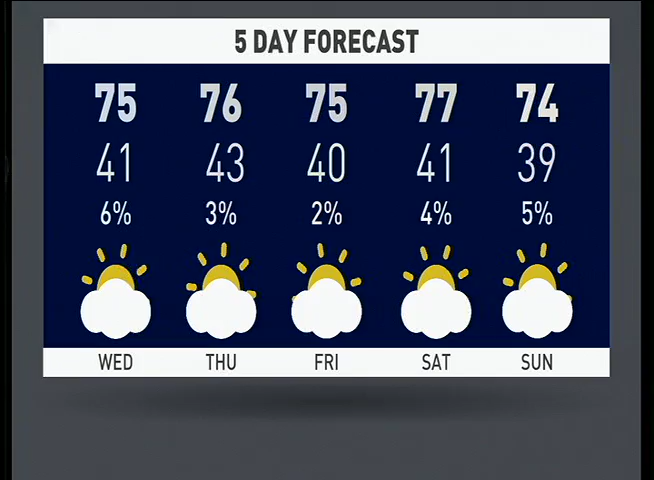 5 DAY FORECAST
75 76 75 77 74
41 43 40 41 39
6% 3% 2% 4% 5%
WED THU FRI SAT SUN